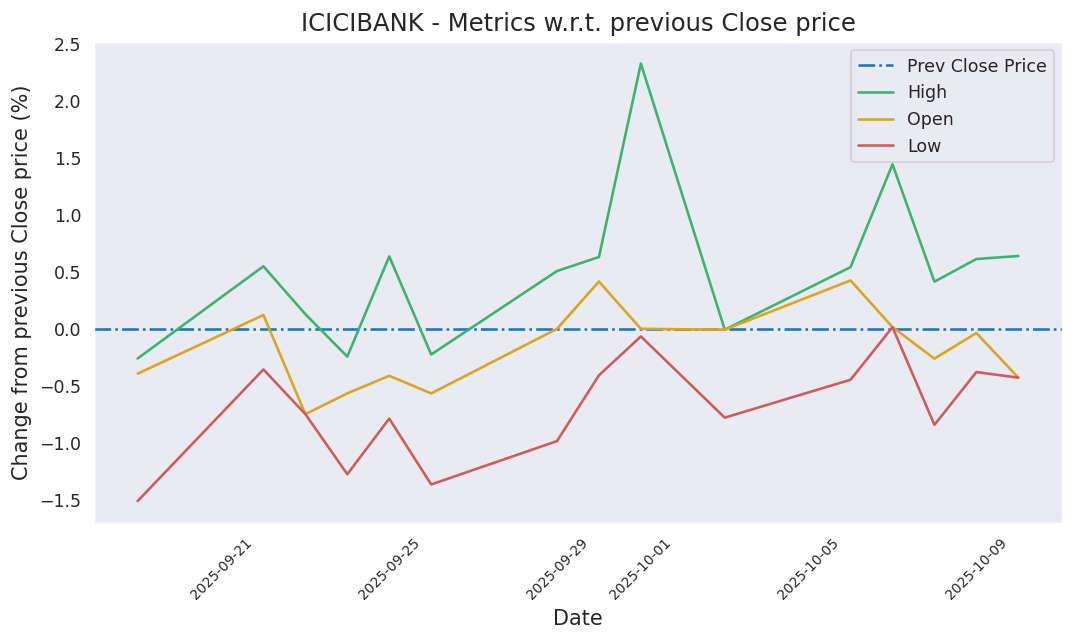 ICICIBANK - Metrics w.r.t. previous Close price
Change from previous Close price (%)
2.5
2.0
1.5
1.0
0.5
0.0
−0.5
−1.0
−1.5
Prev Close Price
High
Open
Low
2025-09-21
2025-09-25
2025-09-29
2025-10-01
2025-10-05
2025-10-09
Date